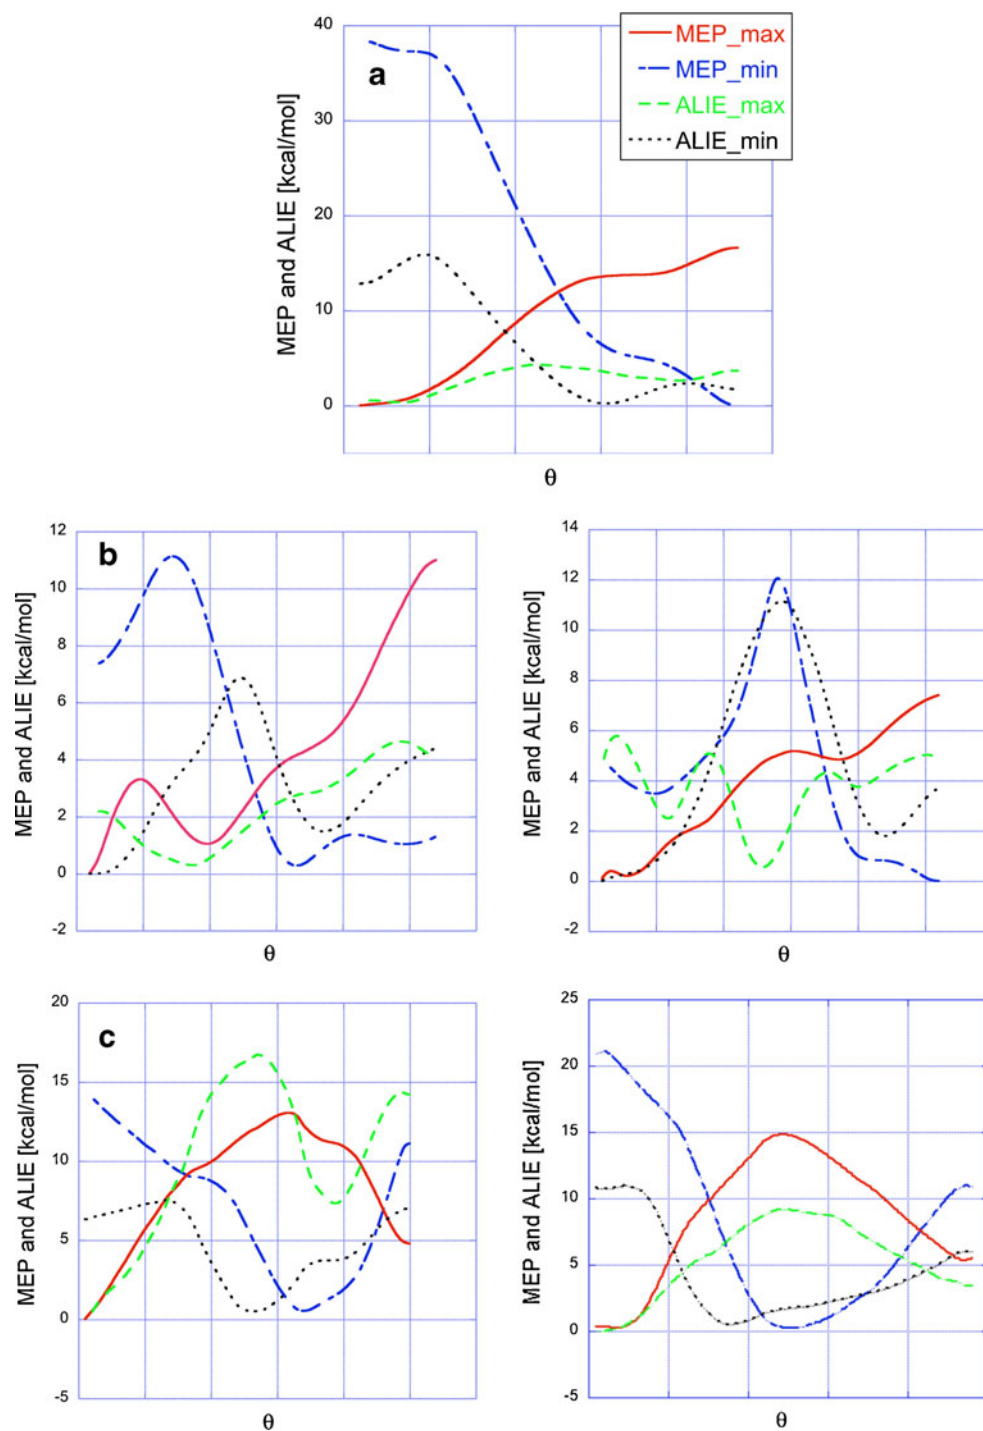 a
MEP_max
MEP_min
ALIE_max
ALIE_min
MEP and ALIE [kcal/mol]
40
30
20
10
0
θ
b
MEP and ALIE [kcal/mol]
12
10
8
6
4
2
0
-2
θ
MEP and ALIE [kcal/mol]
14
12
10
8
6
4
2
0
-2
θ
c
MEP and ALIE [kcal/mol]
20
15
10
5
0
-5
θ
MEP and ALIE [kcal/mol]
25
20
15
10
5
0
-5
θ